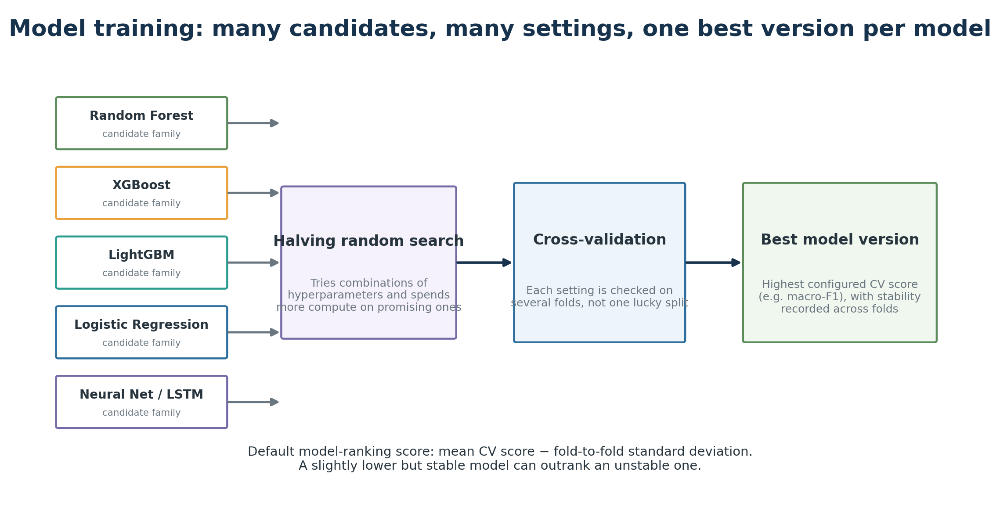 Model training: many candidates, many settings, one best version per model
Random Forest
candidate family
XGBoost
candidate family
LightGBM
candidate family
Logistic Regression
candidate family
Neural Net / LSTM
candidate family
Halving random search
Tries combinations of
hyperparameters and spends
more compute on promising ones
Cross-validation
Each setting is checked on
several folds, not one lucky split
Best model version
Highest configured CV score
(e.g. macro-F1), with stability
recorded across folds
Default model-ranking score: mean CV score − fold-to-fold standard deviation.
A slightly lower but stable model can outrank an unstable one.